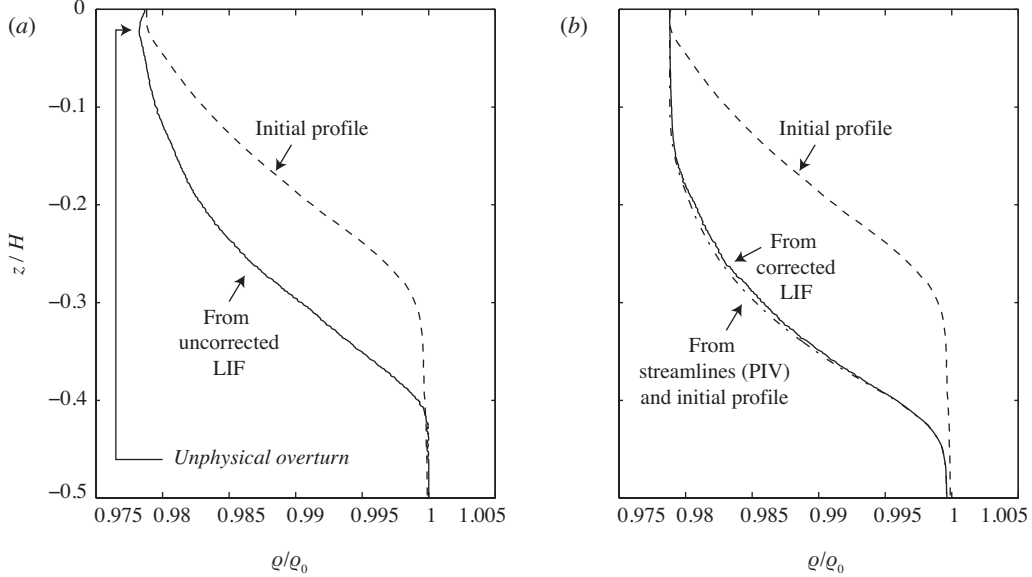 (a)
0
−0.1
−0.2
−0.3
−0.4
−0.5
z / H
Initial profile
From
uncorrected
LIF
Unphysical overturn
0.975 0.98 0.985 0.99 0.995 1 1.005
ϱ/ϱ0
(b)
Initial profile
From
corrected
LIF
From
streamlines (PIV)
and initial profile
0.975 0.98 0.985 0.99 0.995 1 1.005
ϱ/ϱ0